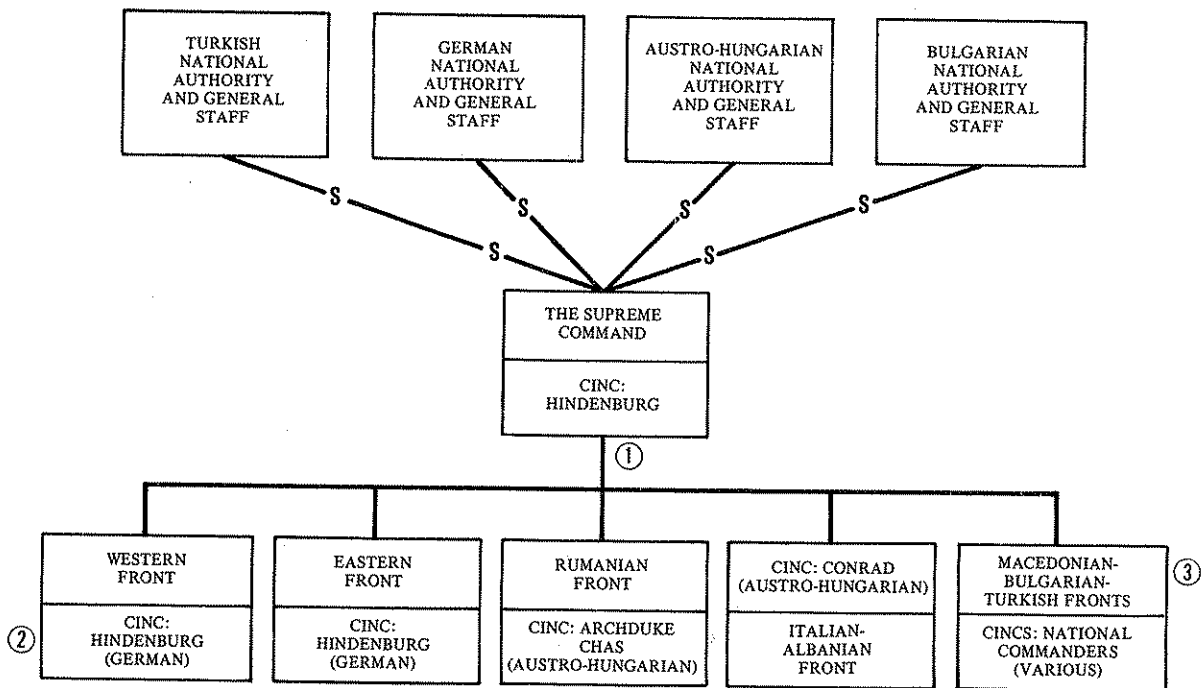 TURKISH
NATIONAL
AUTHORITY
AND GENERAL
STAFF
GERMAN
NATIONAL
AUTHORITY
AND GENERAL
STAFF
AUSTRO-HUNGARIAN
NATIONAL
AUTHORITY
AND GENERAL
STAFF
BULGARIAN
NATIONAL
AUTHORITY
AND GENERAL
STAFF
S
S
S
S
S
S
THE SUPREME
COMMAND
CINC:
HINDENBURG
①
WESTERN
FRONT
② CINC:
HINDENBURG
(GERMAN)
EASTERN
FRONT
CINC:
HINDENBURG
(GERMAN)
RUMANIAN
FRONT
CINC: ARCHDUKE
CHAS
(AUSTRO-HUNGARIAN)
CINC: CONRAD
(AUSTRO-HUNGARIAN)
ITALIAN-
ALBANIAN
FRONT
MACEDONIAN-
BULGARIAN-
TURKISH FRONTS
③
CINCS: NATIONAL
COMMANDERS
(VARIOUS)